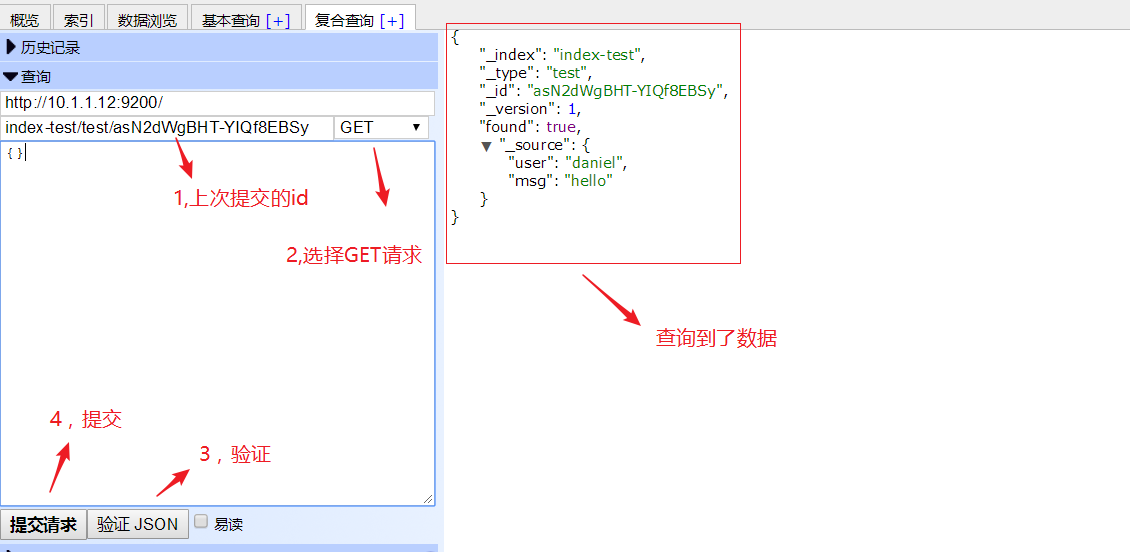 概览 索引 数据浏览 基本查询 [+] 复合查询 [+]
历史记录
查询
http://10.1.1.12:9200/
index-test/test/asN2dWgBHT-YIQf8EBSy GET
{}
1,上次提交的id
2,选择GET请求
4，提交
3，验证
提交请求 验证 JSON 易读
{
"_index": "index-test",
"_type": "test",
"_id": "asN2dWgBHT-YIQf8EBSy",
"_version": 1,
"found": true,
"_source": {
"user": "daniel",
"msg": "hello"
}
}
查询到了数据